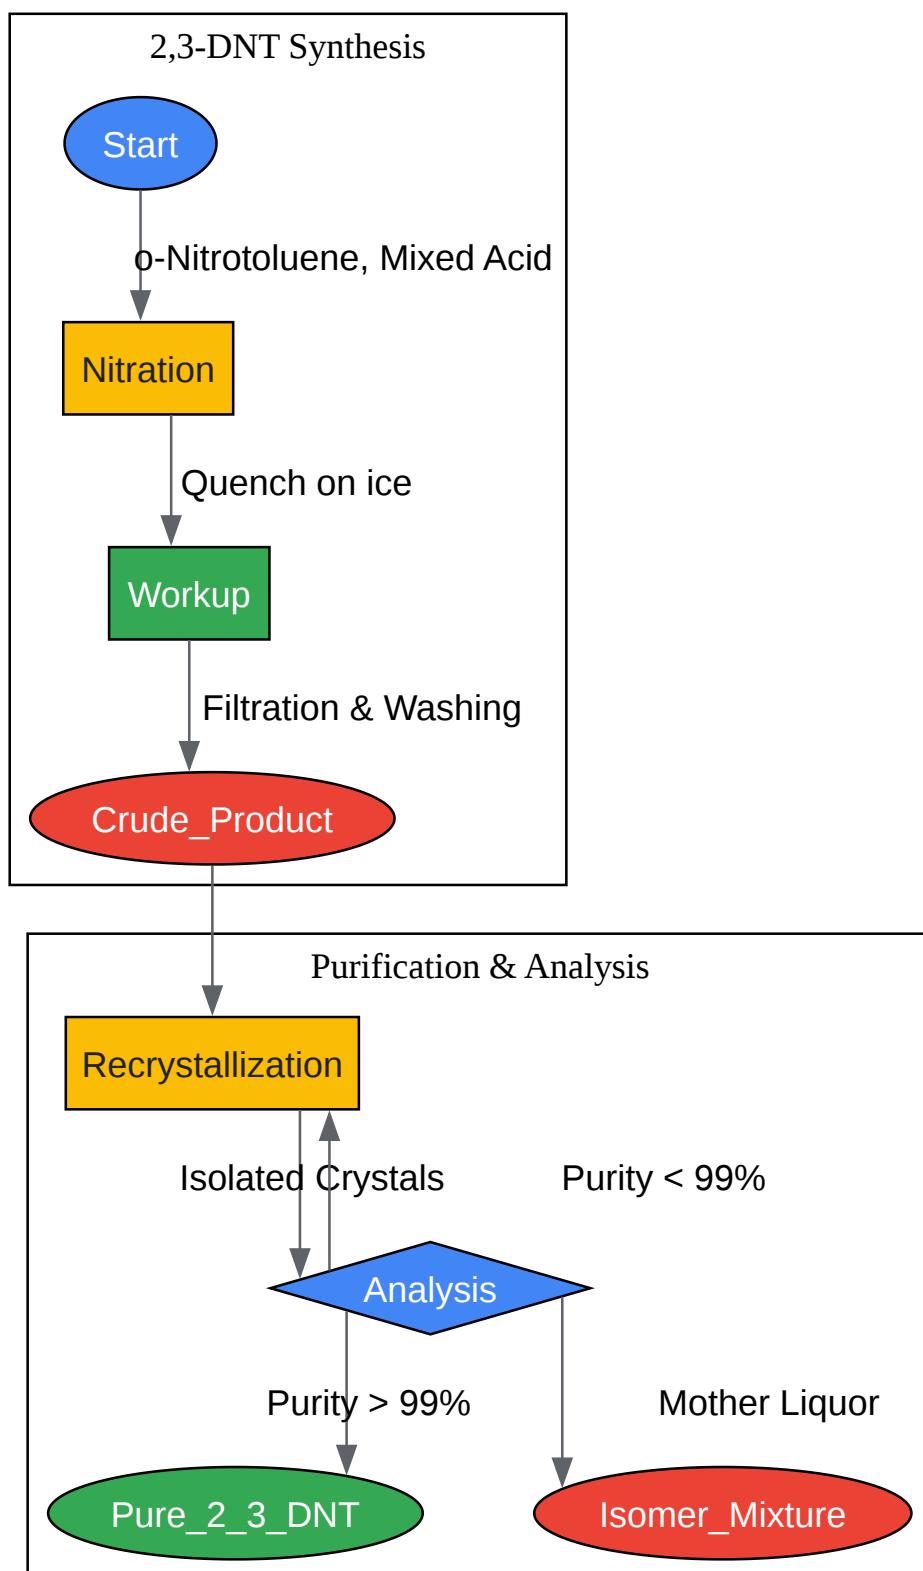 2,3-DNT Synthesis
Start
o-Nitrotoluene, Mixed Acid
Nitration
Quench on ice
Workup
Filtration & Washing
Crude_Product
Purification & Analysis
Recrystallization
Isolated Crystals
Purity < 99%
Analysis
Purity > 99%
Mother Liquor
Pure_2_3_DNT
Isomer_Mixture